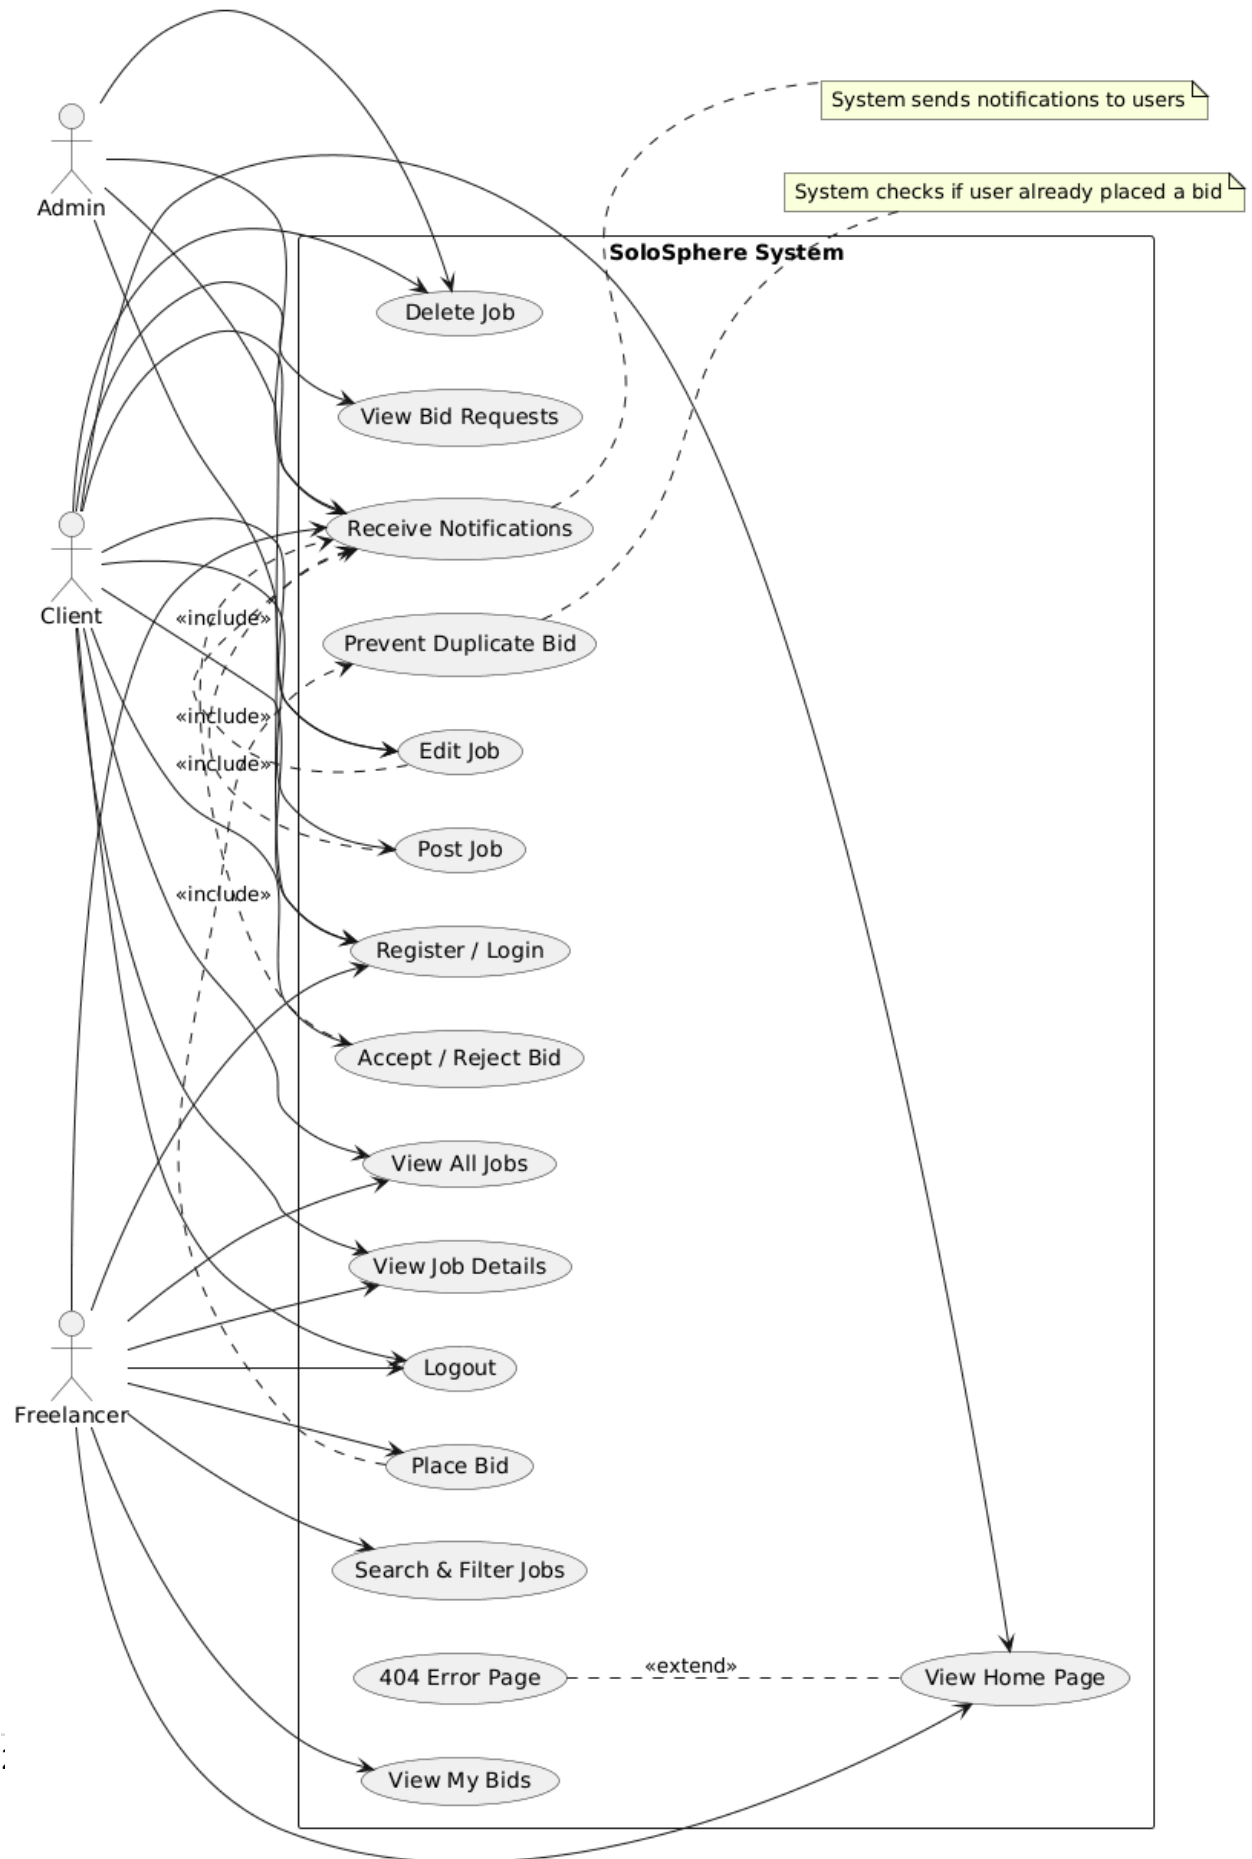 System sends notifications to users
System checks if user already placed a bid
Admin
SoloSphere System
Delete Job
View Bid Requests
Receive Notifications
Client
«include»
Prevent Duplicate Bid
«include»
Edit Job
«include»
Post Job
«include»
Register / Login
Accept / Reject Bid
View All Jobs
View Job Details
Logout
Freelancer
Place Bid
Search & Filter Jobs
«extend»
404 Error Page
View Home Page
View My Bids